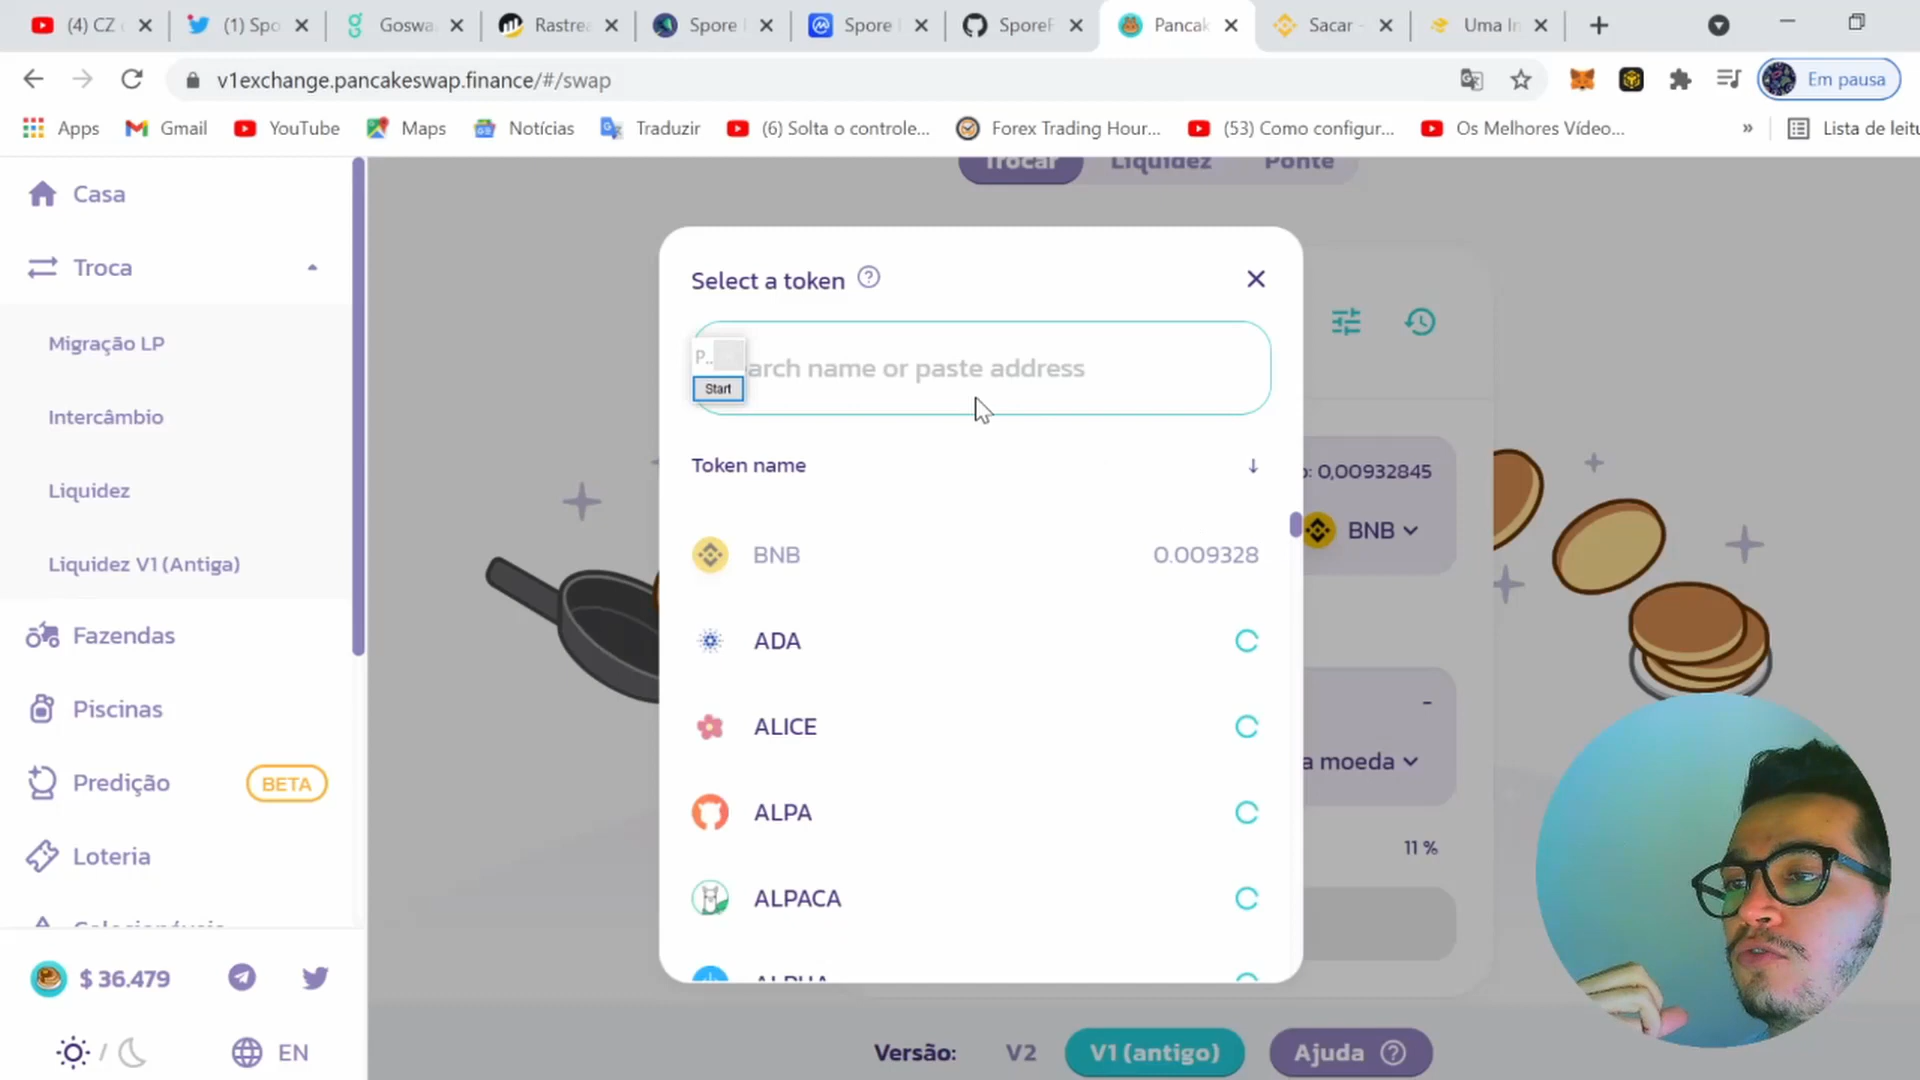 (4) CZ
(1) Spo
Goswa
Rastrea
Spore
Spore
SporeF
Pancak
Sacar -
Uma In
v1exchange.pancakeswap.finance/#/swap
Em pausa
Apps
Gmail
YouTube
Maps
Notícias
Traduzir
(6) Solta o controle...
Forex Trading Hour...
(53) Como configur...
Os Melhores Vídeo...
»
Lista de leitu
Casa
Troca
Migração LP
Intercâmbio
Liquidez
Liquidez V1 (Antiga)
Fazendas
Piscinas
Predição
BETA
Loteria
$ 36.479
/
EN
Trocar
Liquidez
Ponte
Select a token
P..
Start
arch name or paste address
Token name
BNB
0.009328
ADA
ALICE
ALPA
ALPACA
ALPHA
o: 0,00932845
BNB
-
a moeda
11 %
Versão:
V2
V1 (antigo)
Ajuda